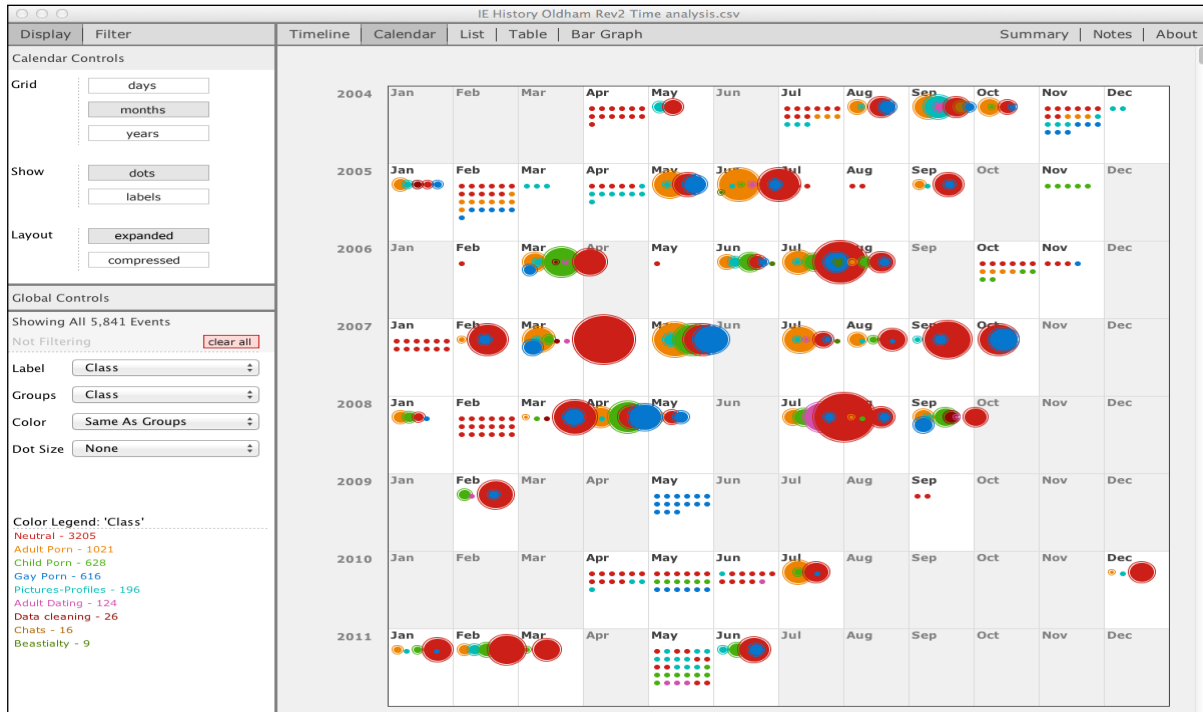 IE History Oldham Rev2 Time analysis.csv
Display Filter Timeline Calendar List | Table | Bar Graph Summary | Notes | About
Calendar Controls
Grid days
months
years
Show dots
labels
Layout expanded
compressed
Global Controls
Showing All 5,841 Events
Not Filtering clear all
Label Class
Groups Class
Color Same As Groups
Dot Size None
Color Legend: 'Class'
Neutral - 3205
Adult Porn - 1021
Child Porn - 628
Gay Porn - 616
Pictures-Profiles - 196
Adult Dating - 124
Data cleaning - 26
Chats - 16
Beastialty - 9
2004 Jan Feb Mar Apr May Jun Jul Aug Sep Oct Nov Dec
2005 Jan Feb Mar Apr May Jun Jul Aug Sep Oct Nov
2006 Jan Feb Mar Apr May Jun Jul Aug Sep Oct Nov Dec
2007 Jan Feb Mar May Jun Jul Aug Sep Oct Nov Dec
2008 Jan Feb Mar Apr May Jun Jul Aug Sep Oct Nov Dec
2009 Jan Feb Mar Apr May Jun Jul Aug Sep Oct Nov Dec
2010 Jan Feb Mar Apr May Jun Jul Aug Sep Oct Nov Dec
2011 Jan Feb Mar Apr May Jun Jul Aug Sep Oct Nov Dec